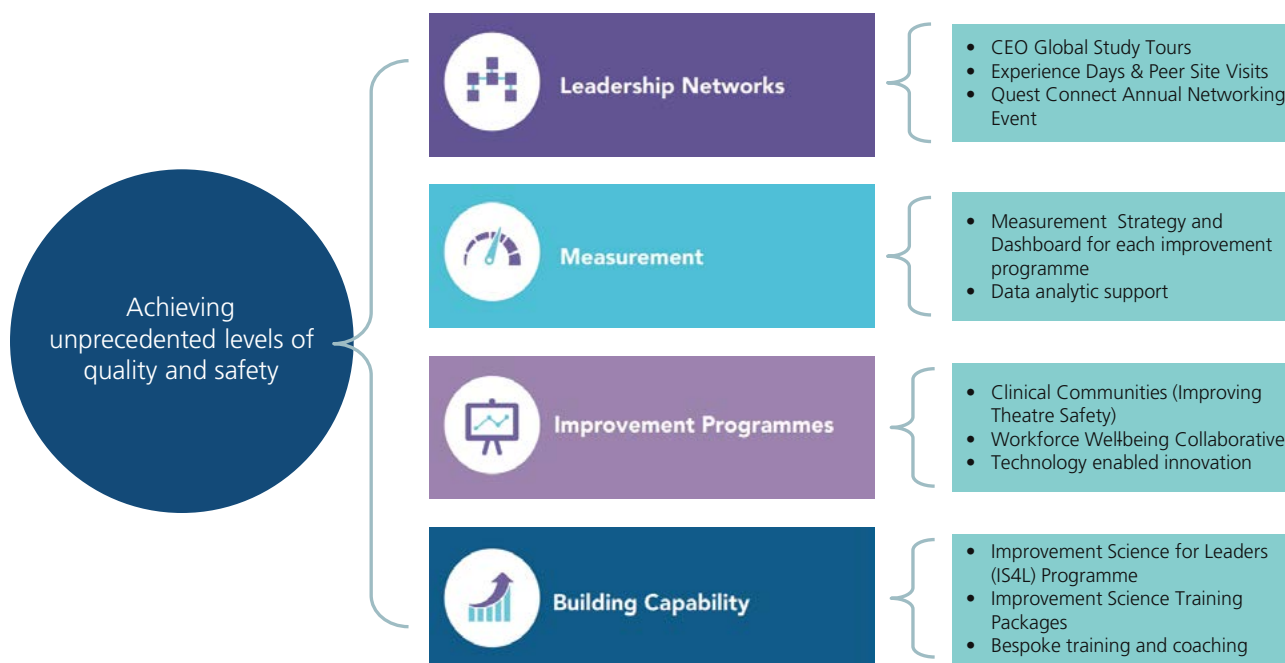 Achieving
unprecedented levels of
quality and safety
Leadership Networks
• CEO Global Study Tours
• Experience Days & Peer Site Visits
• Quest Connect Annual Networking
Event
Measurement
• Measurement Strategy and
Dashboard for each improvement
programme
• Data analytic support
Improvement Programmes
• Clinical Communities (Improving
Theatre Safety)
• Workforce Well-being Collaborative
• Technology enabled innovation
Building Capability
• Improvement Science for Leaders
(IS4L) Programme
• Improvement Science Training
Packages
• Bespoke training and coaching